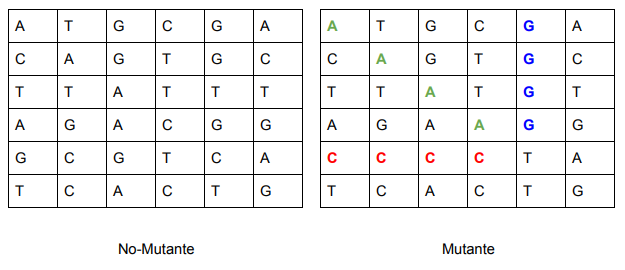 A T G C G A
C A G T G C
T T A T T T
A G A C G G
G C G T C A
T C A C T G
No-Mutante
A T G C G A
C A G T G C
T T A T G T
A G A A G G
C C C C T A
T C A C T G
Mutante